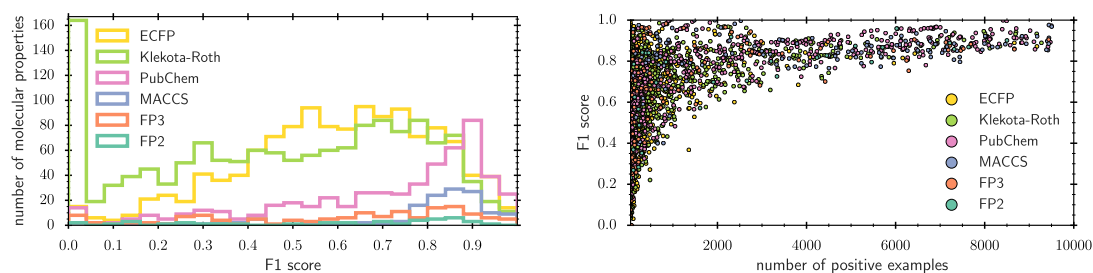 number of molecular properties
160
140
120
100
80
60
40
20
0
ECFP
Klekota-Roth
PubChem
MACCS
FP3
FP2
0.0 0.1 0.2 0.3 0.4 0.5 0.6 0.7 0.8 0.9
F1 score
F1 score
1.0
0.8
0.6
0.4
0.2
0.0
ECFP
Klekota-Roth
PubChem
MACCS
FP3
FP2
2000 4000 6000 8000 10000
number of positive examples